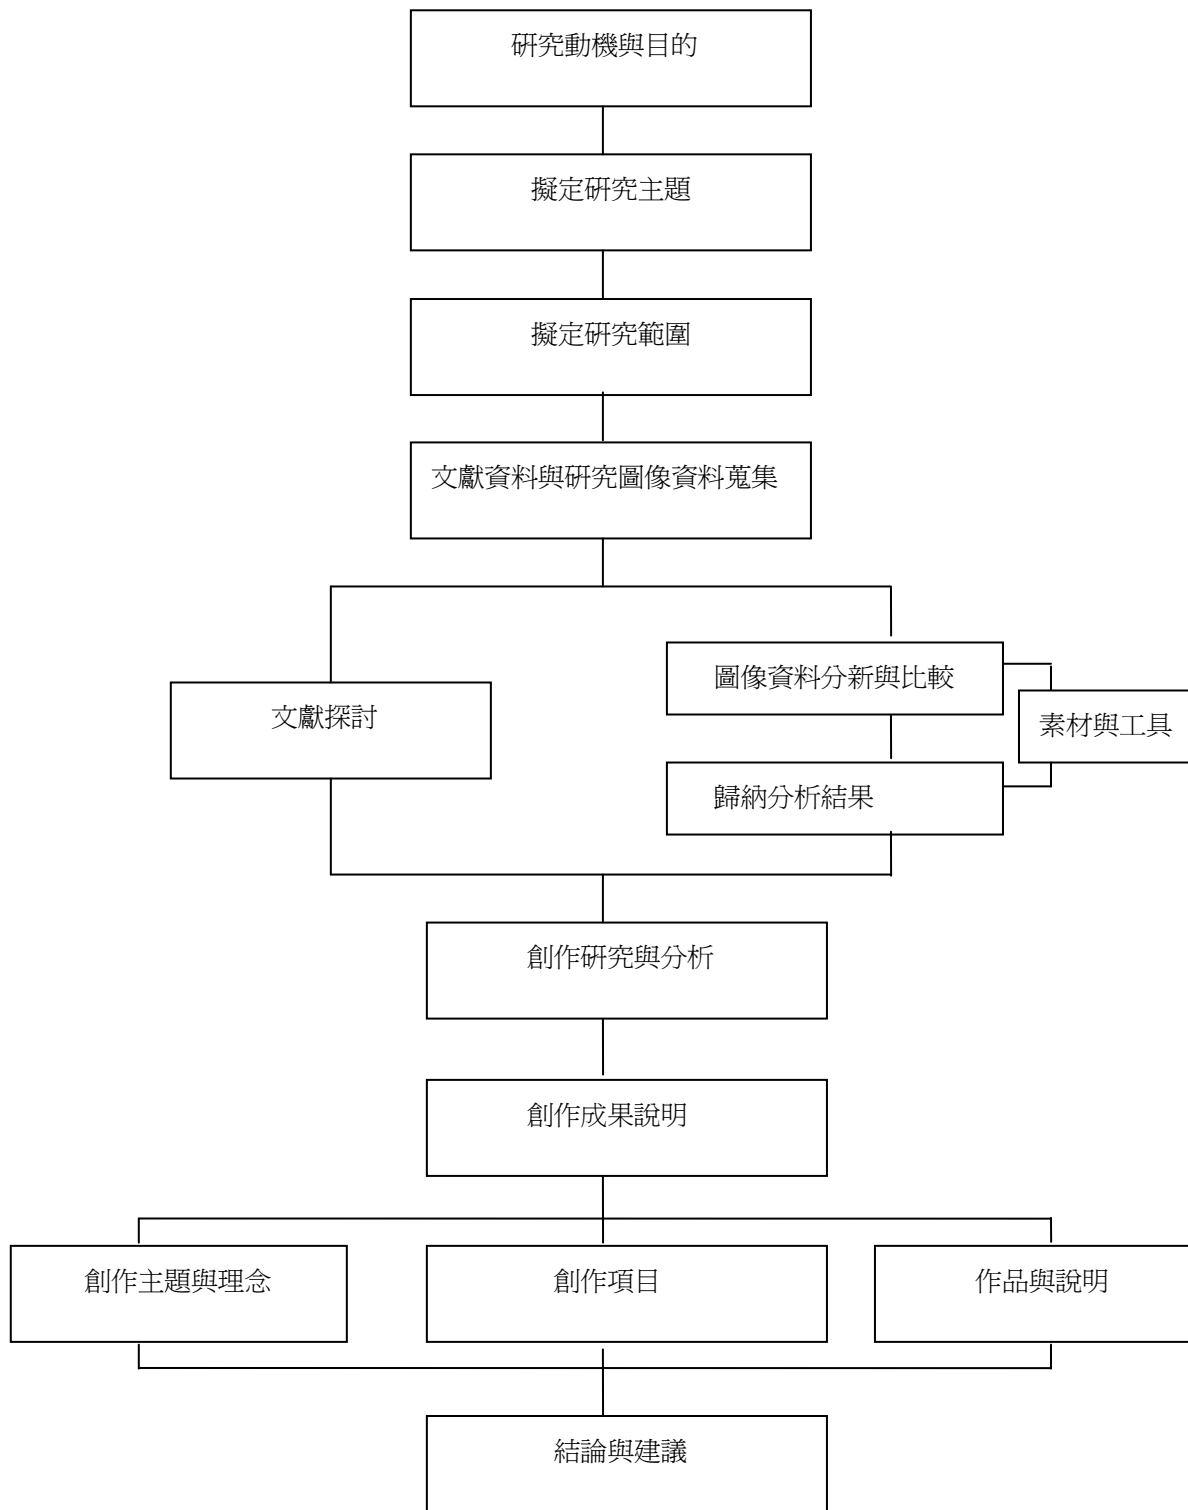 研究動機與目的
擬定研究主題
擬定研究範圍
文獻資料與研究圖像資料蒐集
文獻探討
圖像資料分新與比較
素材與工具
歸納分析結果
創作研究與分析
創作成果說明
創作主題與理念
創作項目
作品與說明
結論與建議